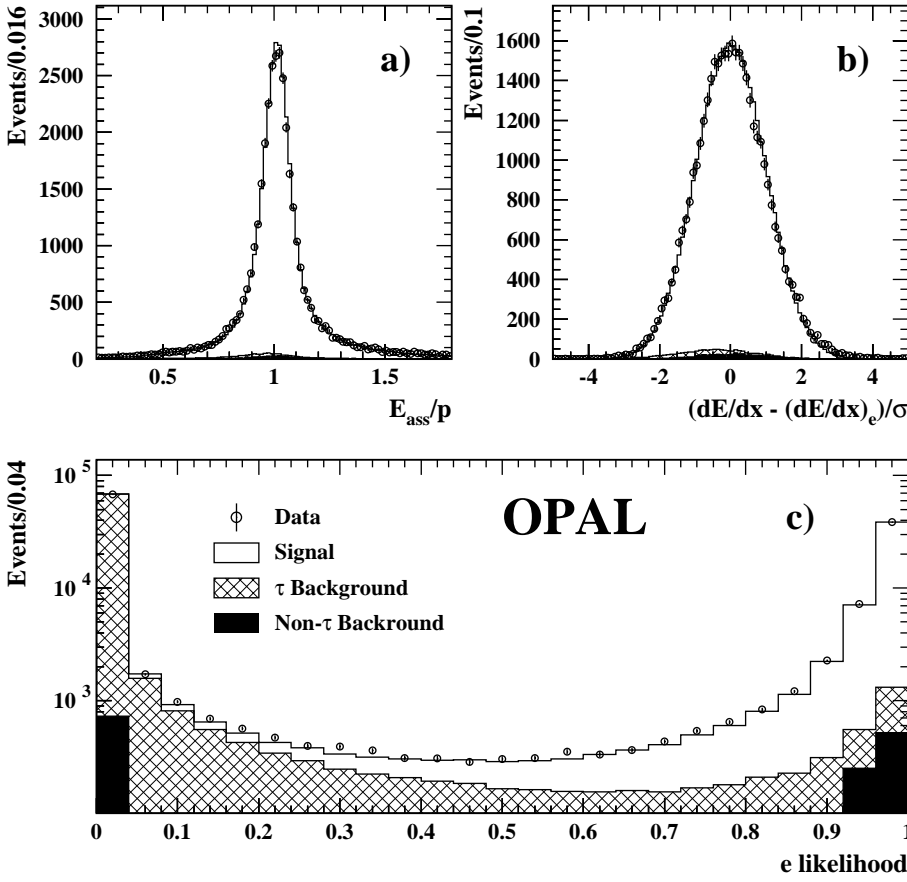 Events/0.016
3000
2500
2000
1500
1000
500
0
0.5
1
1.5
E_ass/p
a)
Events/0.1
1600
1400
1200
1000
800
600
400
200
0
-4
-2
0
2
4
(dE/dx - (dE/dx)_e)/σ
b)
Events/0.04
10^5
10^4
10^3
OPAL
c)
Data
Signal
τ Background
Non-τ Backround
0
0.1
0.2
0.3
0.4
0.5
0.6
0.7
0.8
0.9
1
e likelihood